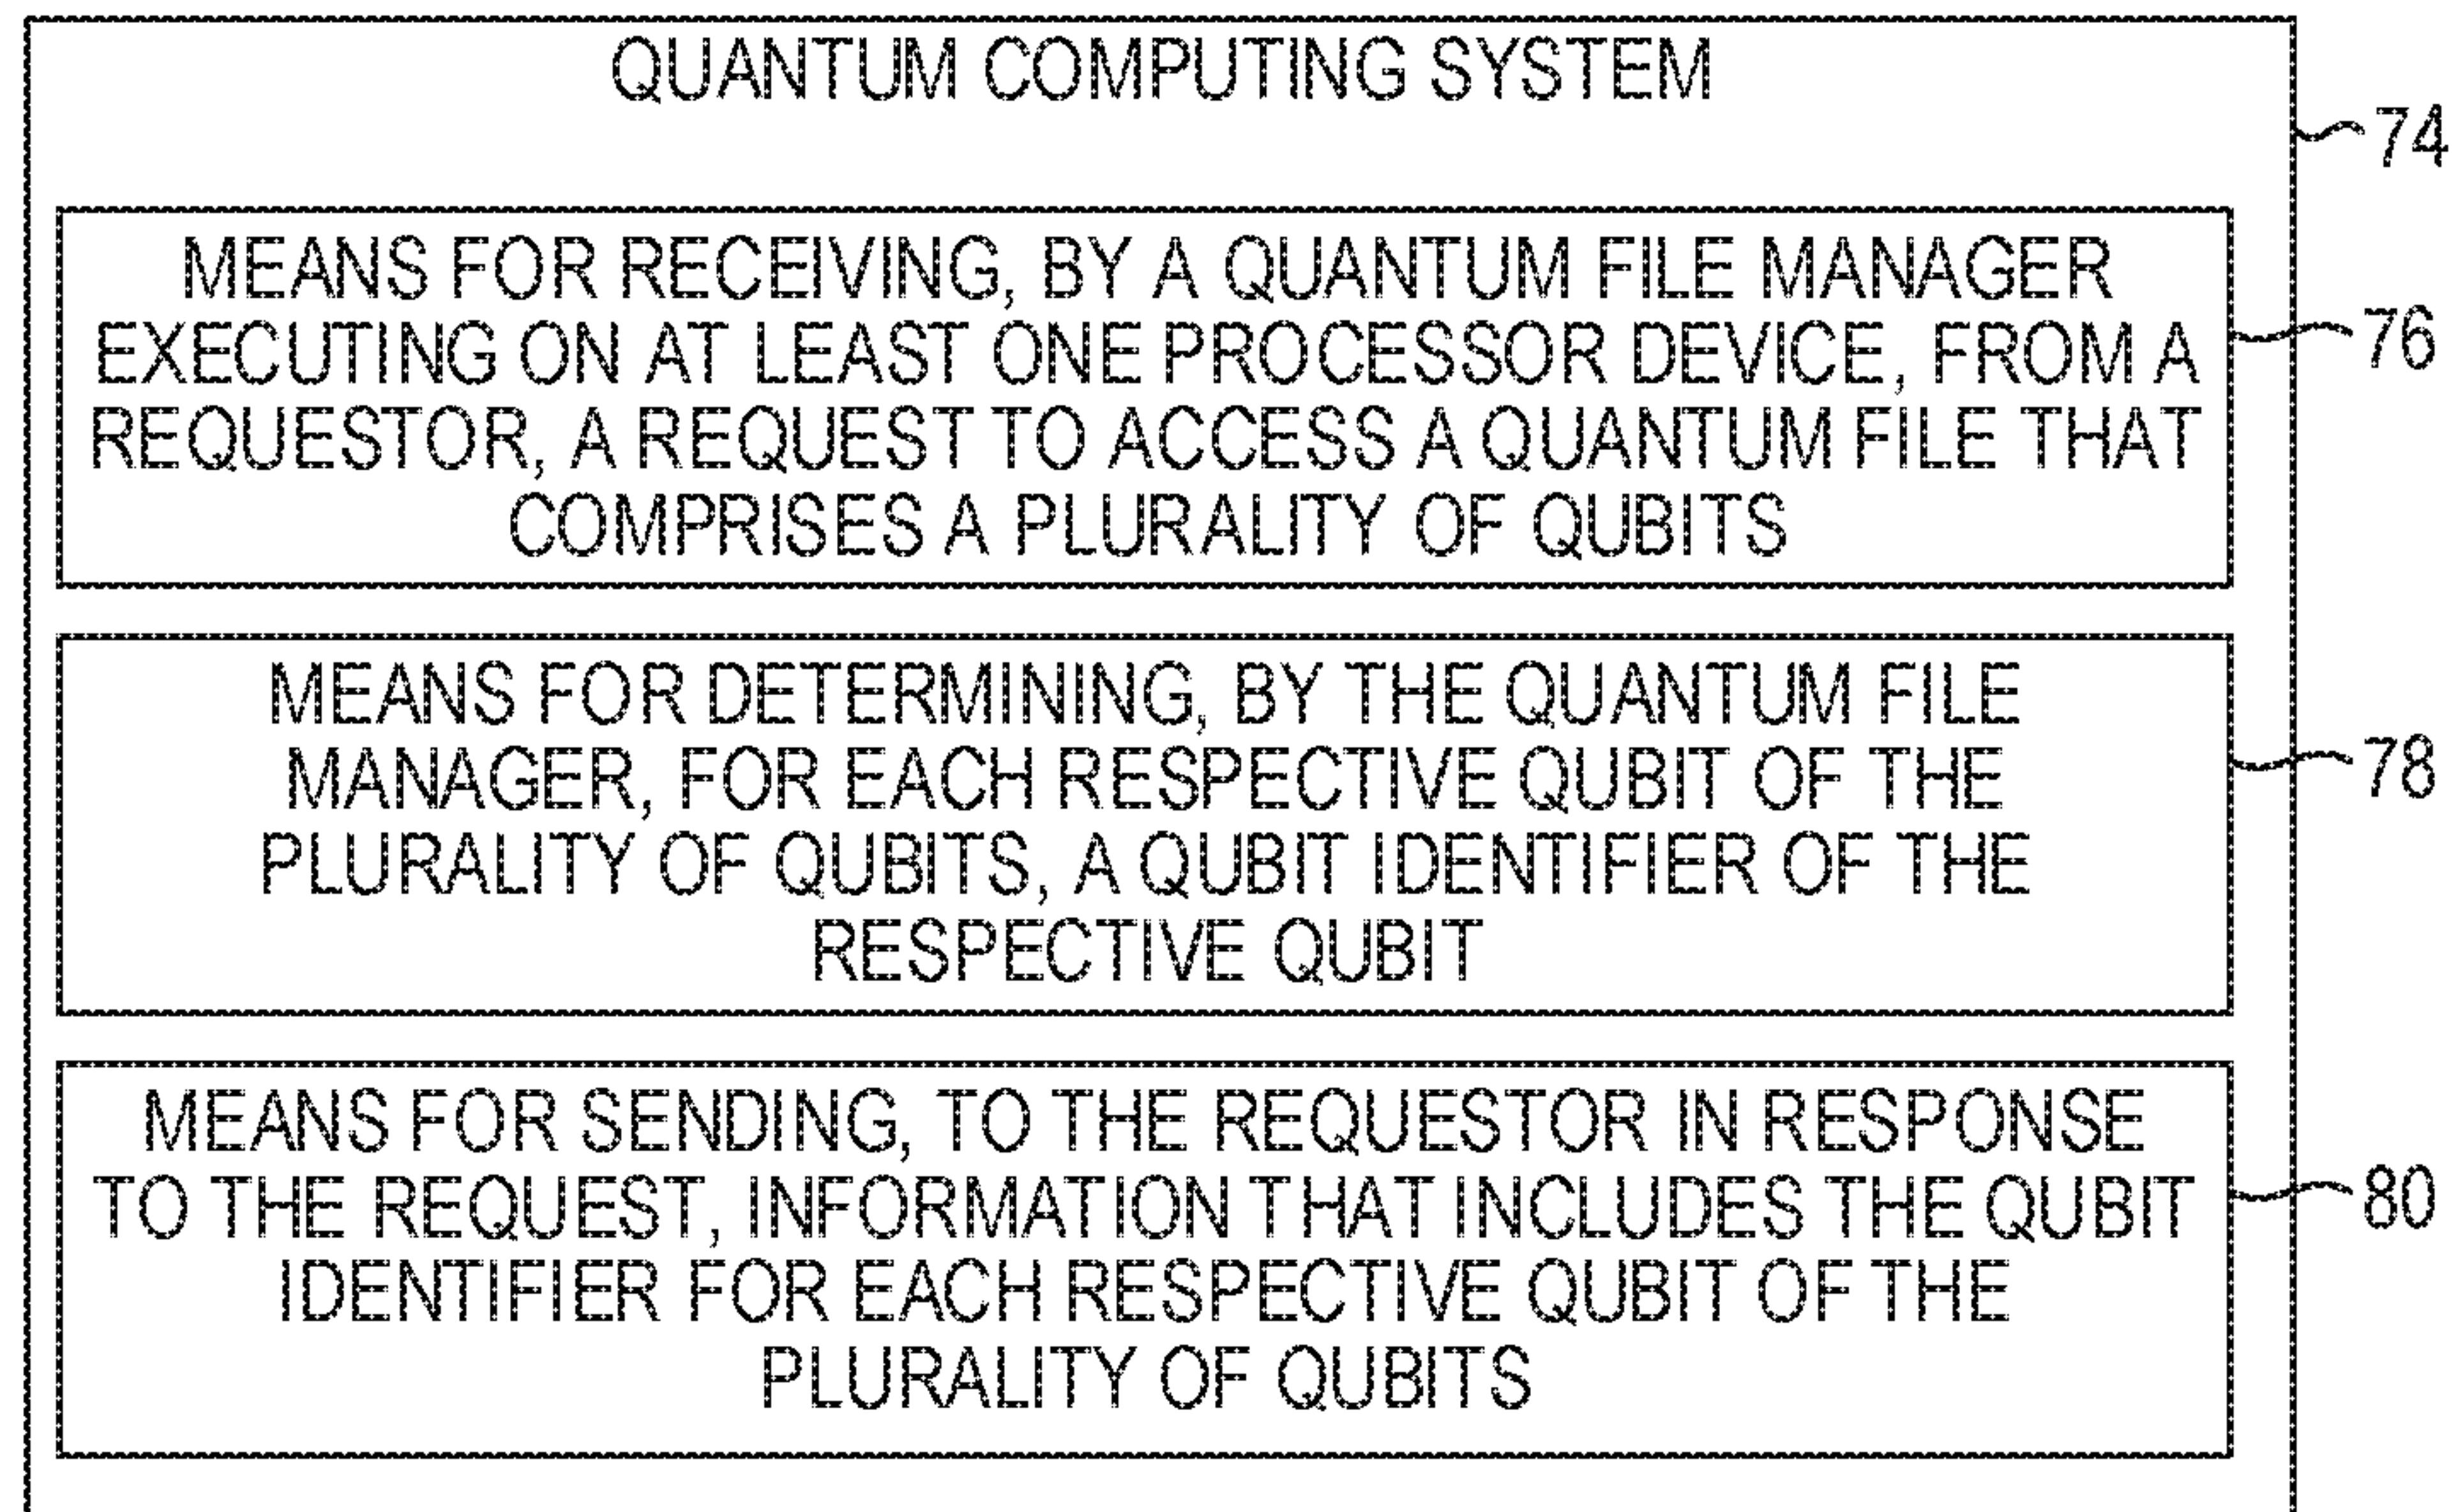 QUANTUM COMPUTING SYSTEM
74
MEANS FOR RECEIVING, BY A QUANTUM FILE MANAGER
EXECUTING ON AT LEAST ONE PROCESSOR DEVICE, FROM A
REQUESTOR, A REQUEST TO ACCESS A QUANTUM FILE THAT
COMPRISES A PLURALITY OF QUBITS
76
MEANS FOR DETERMINING, BY THE QUANTUM FILE
MANAGER, FOR EACH RESPECTIVE QUBIT OF THE
PLURALITY OF QUBITS, A QUBIT IDENTIFIER OF THE
RESPECTIVE QUBIT
78
MEANS FOR SENDING, TO THE REQUESTOR IN RESPONSE
TO THE REQUEST, INFORMATION THAT INCLUDES THE QUBIT
IDENTIFIER FOR EACH RESPECTIVE QUBIT OF THE
PLURALITY OF QUBITS
80